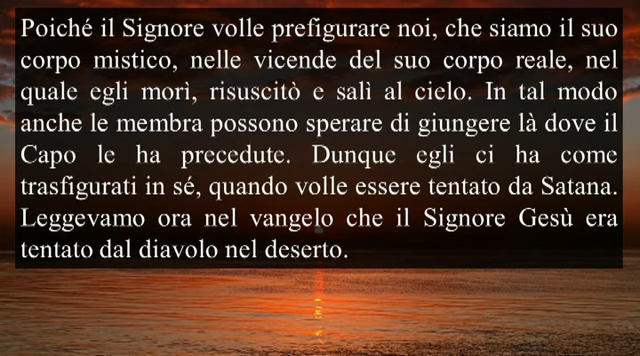 Poiché il Signore volle prefigurare noi, che siamo il suo
corpo mistico, nelle vicende del suo corpo reale, nel
quale egli morì, risuscitò e salì al cielo. In tal modo
anche le membra possono sperare di giungere là dove il
Capo le ha precedute. Dunque egli ci ha come
trasfigurati in sé, quando volle essere tentato da Satana.
Leggevamo ora nel vangelo che il Signore Gesù era
tentato dal diavolo nel deserto.